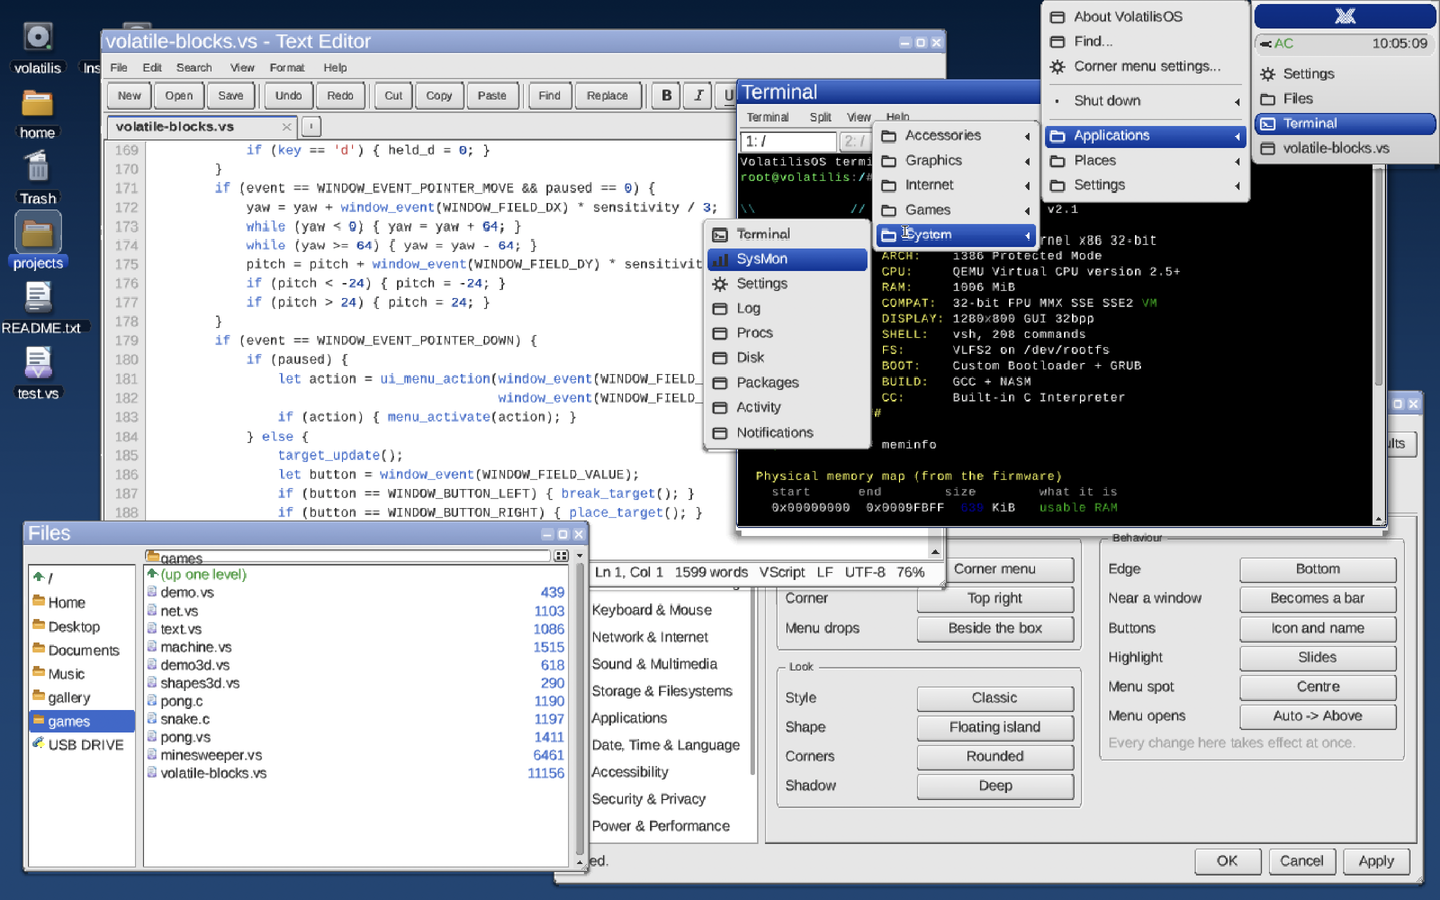 volatilis
Ins
home
Trash
projects
README.txt
test.vs
volatile-blocks.vs - Text Editor
File Edit Search View Format Help
New Open Save Undo Redo Cut Copy Paste Find Replace B I U
volatile-blocks.vs
169 if (key == 'd') { held_d = 0; }
170 }
171 if (event == WINDOW_EVENT_POINTER_MOVE && paused == 0) {
172 yaw = yaw + window_event(WINDOW_FIELD_DX) * sensitivity / 3;
173 while (yaw < 0) { yaw = yaw + 64; }
174 while (yaw >= 64) { yaw = yaw - 64; }
175 pitch = pitch + window_event(WINDOW_FIELD_DY) * sensitivit
176 if (pitch < -24) { pitch = -24; }
177 if (pitch > 24) { pitch = 24; }
178 }
179 if (event == WINDOW_EVENT_POINTER_DOWN) {
180 if (paused) {
181 let action = ui_menu_action(window_event(WINDOW_FIELD_
182 window_event(WINDOW_FIELD_
183 if (action) { menu_activate(action); }
184 } else {
185 target_update();
186 let button = window_event(WINDOW_FIELD_VALUE);
187 if (button == WINDOW_BUTTON_LEFT) { break_target(); }
188 if (button == WINDOW_BUTTON_RIGHT) { place_target(); }
Ln 1, Col 1 1599 words VScript LF UTF-8 76%
Terminal
Terminal Split View Help
1: / 2: /
VolatilisOS termi
root@volatilis:/#
\\ // v2.1
rnel x86 32-bit
ARCH: i386 Protected Mode
CPU: QEMU Virtual CPU version 2.5+
RAM: 1006 MiB
COMPAT: 32-bit FPU MMX SSE SSE2 VM
DISPLAY: 1280x800 GUI 32bpp
SHELL: vsh, 208 commands
FS: VLFS2 on /dev/rootfs
BOOT: Custom Bootloader + GRUB
BUILD: GCC + NASM
CC: Built-in C Interpreter
#
meminfo
Physical memory map (from the firmware)
start end size what it is
0x00000000 0x0009FBFF 639 KiB usable RAM
About VolatilisOS
Find...
Corner menu settings...
Shut down
Applications
Places
Settings
AC 10:05:09
Settings
Files
Terminal
volatile-blocks.vs
Accessories
Graphics
Internet
Games
System
Terminal
SysMon
Settings
Log
Procs
Disk
Packages
Activity
Notifications
Files
games
/
Home
Desktop
Documents
Music
gallery
games
USB DRIVE
(up one level)
demo.vs 439
net.vs 1103
text.vs 1086
machine.vs 1515
demo3d.vs 618
shapes3d.vs 290
pong.c 1190
snake.c 1197
pong.vs 1411
minesweeper.vs 6461
volatile-blocks.vs 11156
Keyboard & Mouse
Network & Internet
Sound & Multimedia
Storage & Filesystems
Applications
Date, Time & Language
Accessibility
Security & Privacy
Power & Performance
ults
Corner menu
Corner Top right
Menu drops Beside the box
Look
Style Classic
Shape Floating island
Corners Rounded
Shadow Deep
Behaviour
Edge Bottom
Near a window Becomes a bar
Buttons Icon and name
Highlight Slides
Menu spot Centre
Menu opens Auto -> Above
Every change here takes effect at once.
ed.
OK Cancel Apply